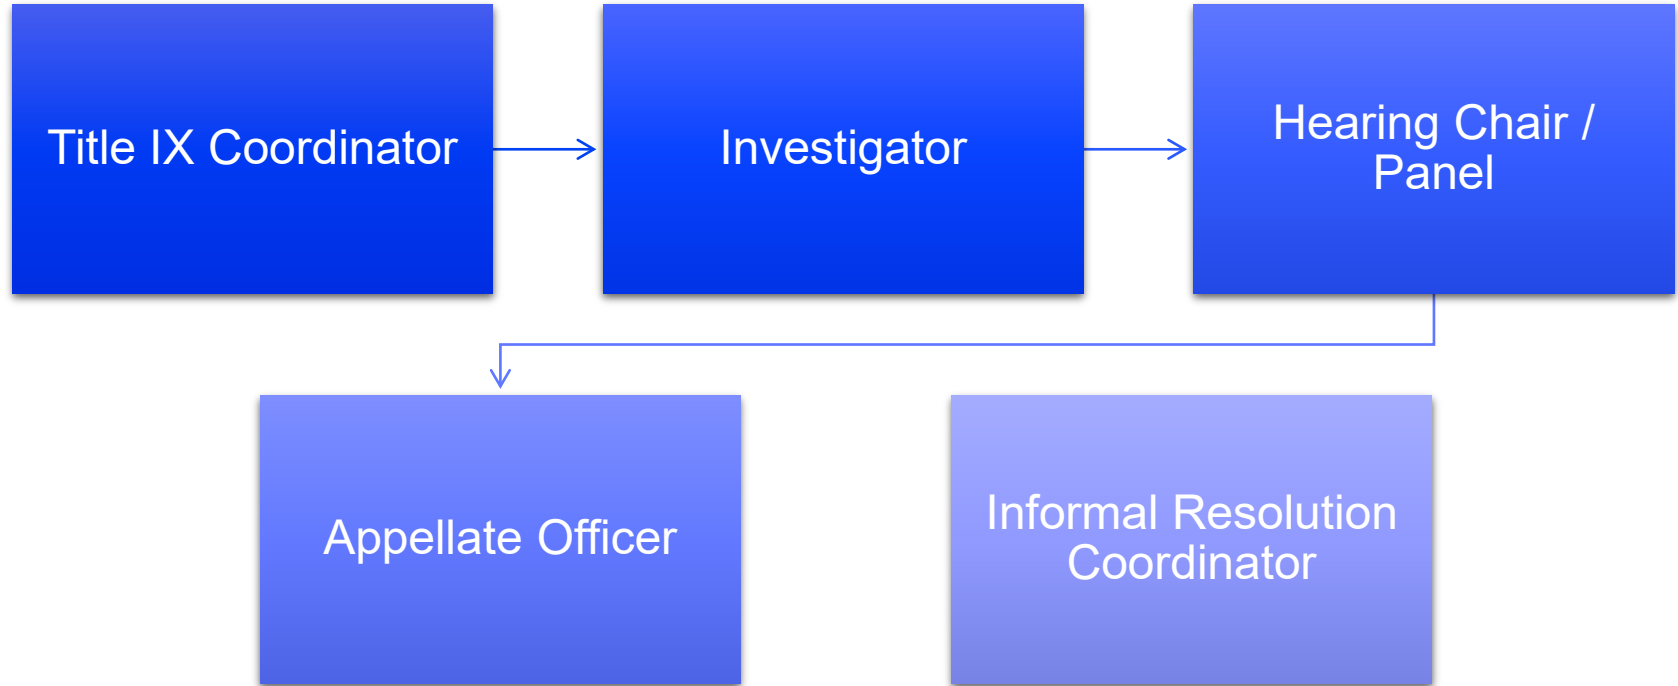 Title IX Coordinator
Investigator
Hearing Chair /
Panel
Appellate Officer
Informal Resolution
Coordinator